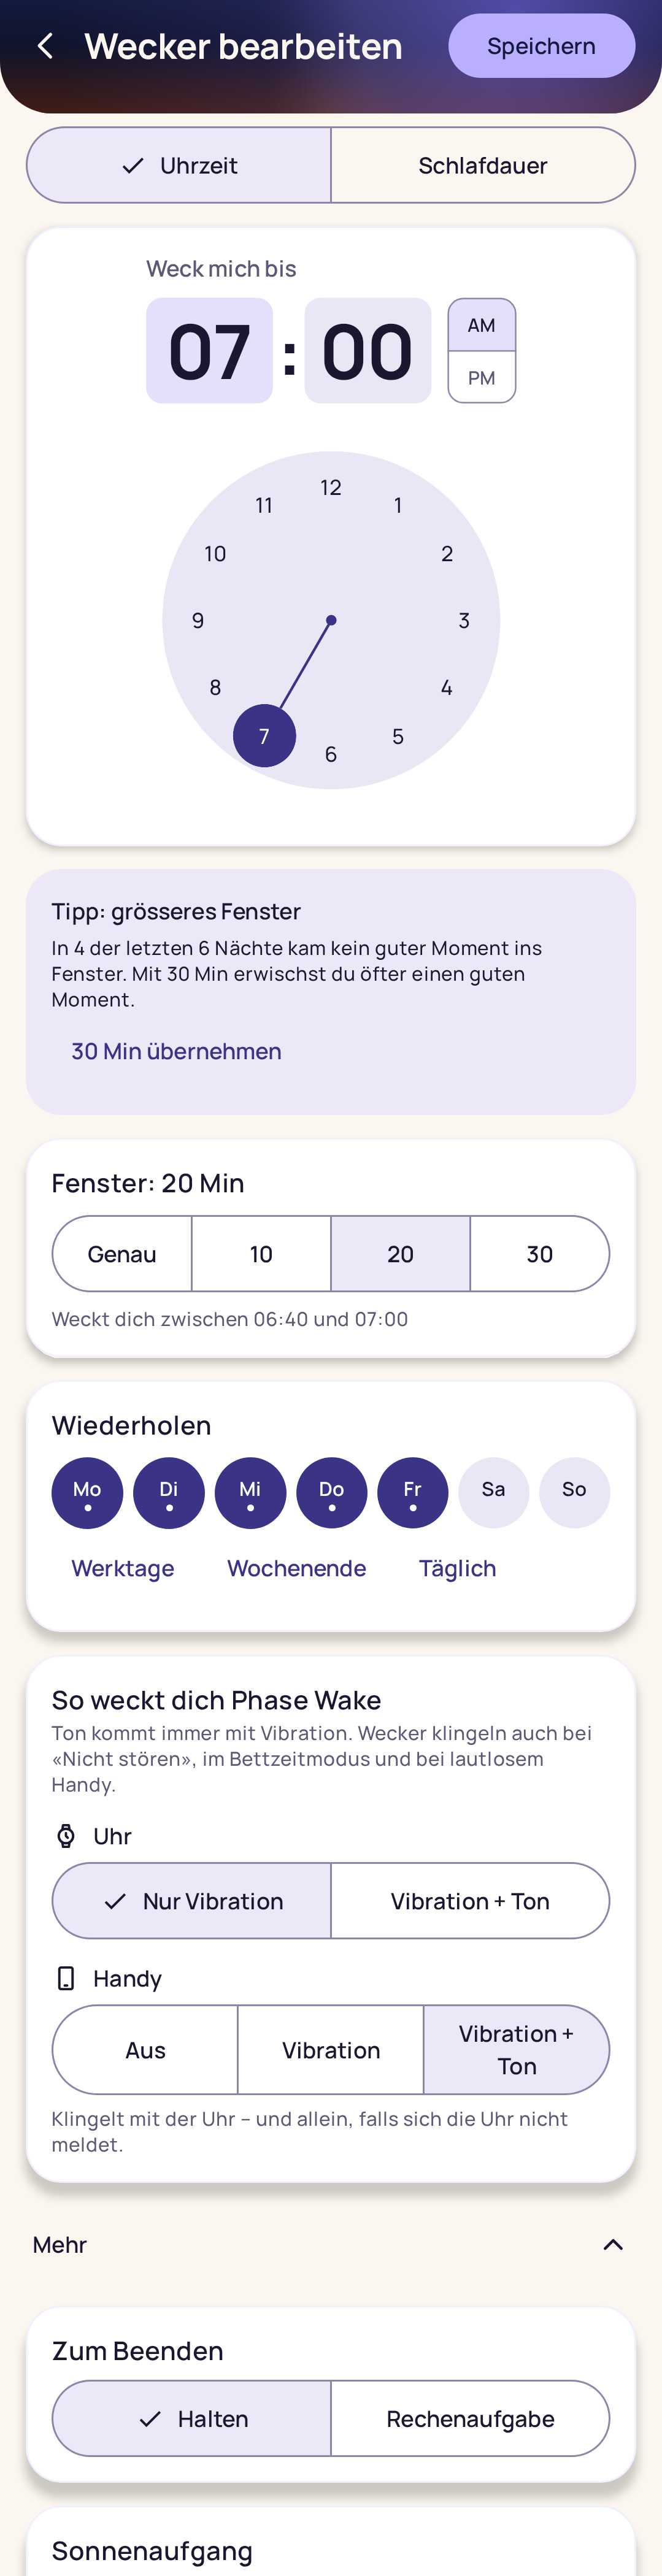 Wecker bearbeiten
Speichern
Uhrzeit
Schlafdauer
Weck mich bis
07 : 00
AM
PM
12
11
1
10
2
9
3
8
4
7
5
6
Tipp: grösseres Fenster
In 4 der letzten 6 Nächte kam kein guter Moment ins
Fenster. Mit 30 Min erwischst du öfter einen guten
Moment.
30 Min übernehmen
Fenster: 20 Min
Genau
10
20
30
Weckt dich zwischen 06:40 und 07:00
Wiederholen
Mo
Di
Mi
Do
Fr
Sa
So
Werktage
Wochenende
Täglich
So weckt dich Phase Wake
Ton kommt immer mit Vibration. Wecker klingeln auch bei
«Nicht stören», im Bettzeitmodus und bei lautlosem
Handy.
Uhr
Nur Vibration
Vibration + Ton
Handy
Aus
Vibration
Vibration +
Ton
Klingelt mit der Uhr – und allein, falls sich die Uhr nicht
meldet.
Mehr
Zum Beenden
Halten
Rechenaufgabe
Sonnenaufgang